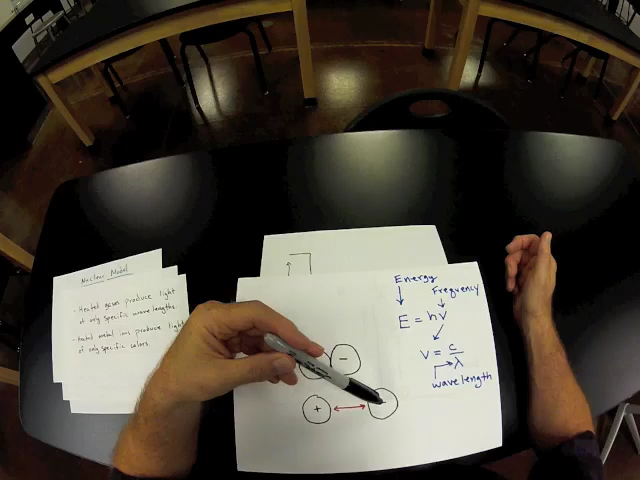 Nuclear Model
- Heated gases produce light
of only specific wave lengths.
- Heated metal ions produce light
of only specific colors.
Energy
Frequency
E = hν
ν = c/λ
wavelength
-
+